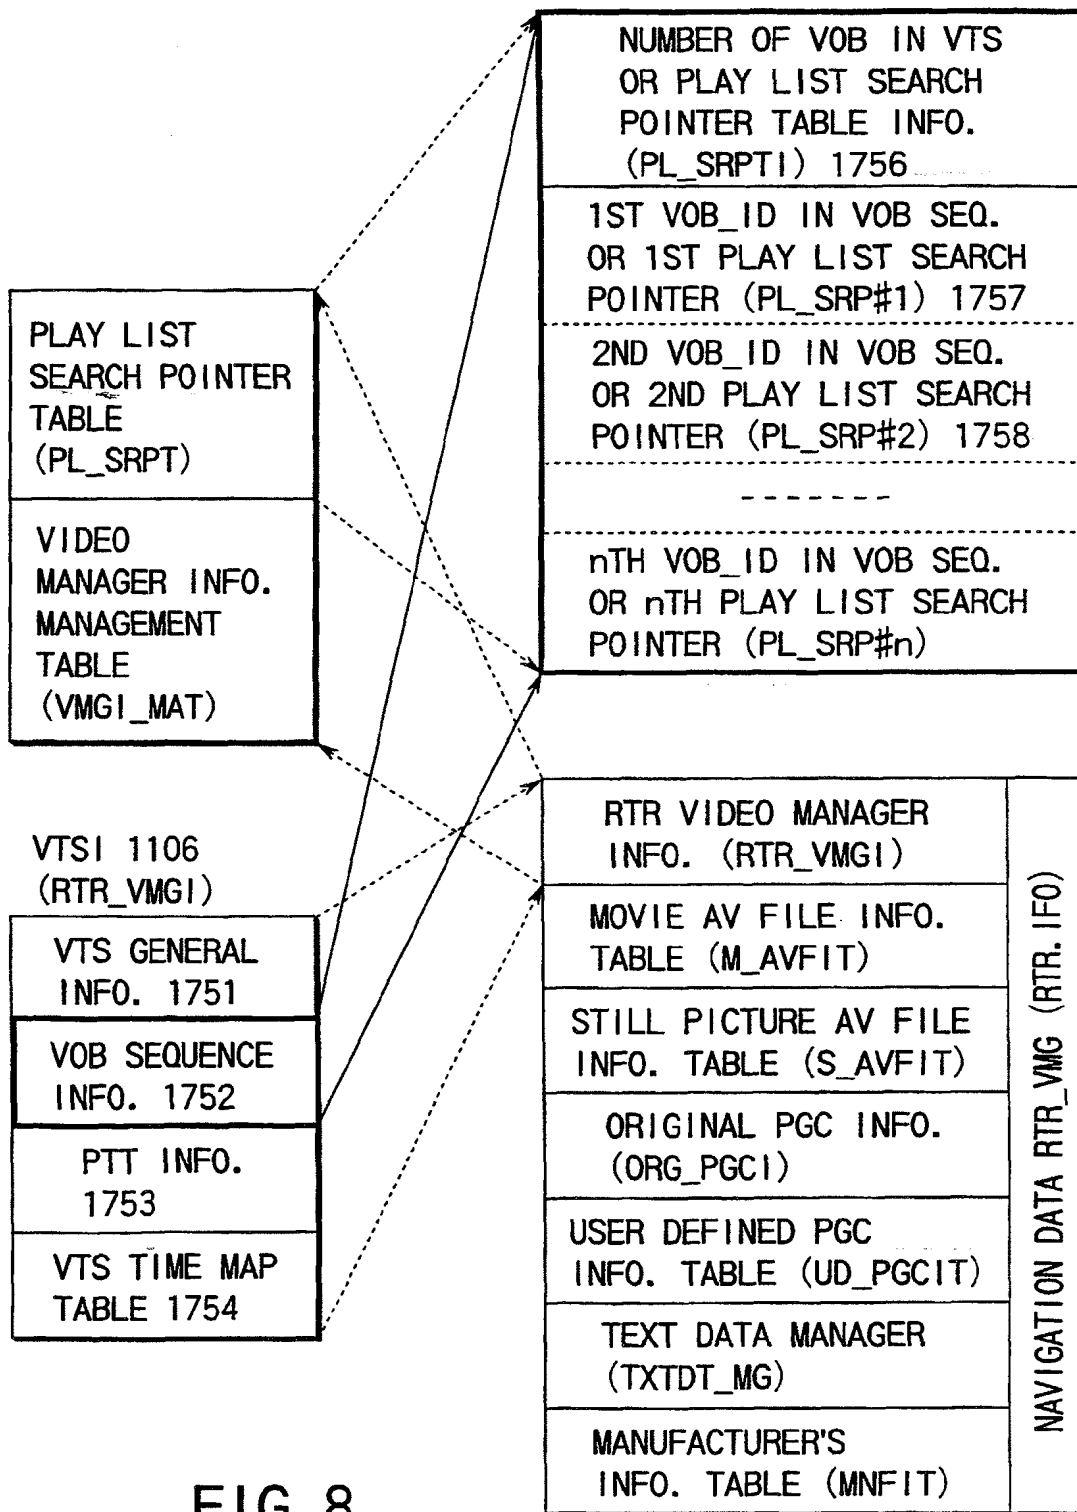 NUMBER OF VOB IN VTS
OR PLAY LIST SEARCH
POINTER TABLE INFO.
(PL_SRPTI) 1756
1ST VOB_ID IN VOB SEQ.
OR 1ST PLAY LIST SEARCH
POINTER (PL_SRP#1) 1757
2ND VOB_ID IN VOB SEQ.
OR 2ND PLAY LIST SEARCH
POINTER (PL_SRP#2) 1758
-------
nTH VOB_ID IN VOB SEQ.
OR nTH PLAY LIST SEARCH
POINTER (PL_SRP#n)
PLAY LIST
SEARCH POINTER
TABLE
(PL_SRPT)
VIDEO
MANAGER INFO.
MANAGEMENT
TABLE
(VMGI_MAT)
VTSI 1106
(RTR_VMGI)
VTS GENERAL
INFO. 1751
VOB SEQUENCE
INFO. 1752
PTT INFO.
1753
VTS TIME MAP
TABLE 1754
RTR VIDEO MANAGER
INFO. (RTR_VMGI)
MOVIE AV FILE INFO.
TABLE (M_AVFIT)
STILL PICTURE AV FILE
INFO. TABLE (S_AVFIT)
ORIGINAL PGC INFO.
(ORG_PGCI)
USER DEFINED PGC
INFO. TABLE (UD_PGCIT)
TEXT DATA MANAGER
(TXTDT_MG)
MANUFACTURER'S
INFO. TABLE (MNFIT)
NAVIGATION DATA RTR_VMG (RTR.IFO)
FIG. 8